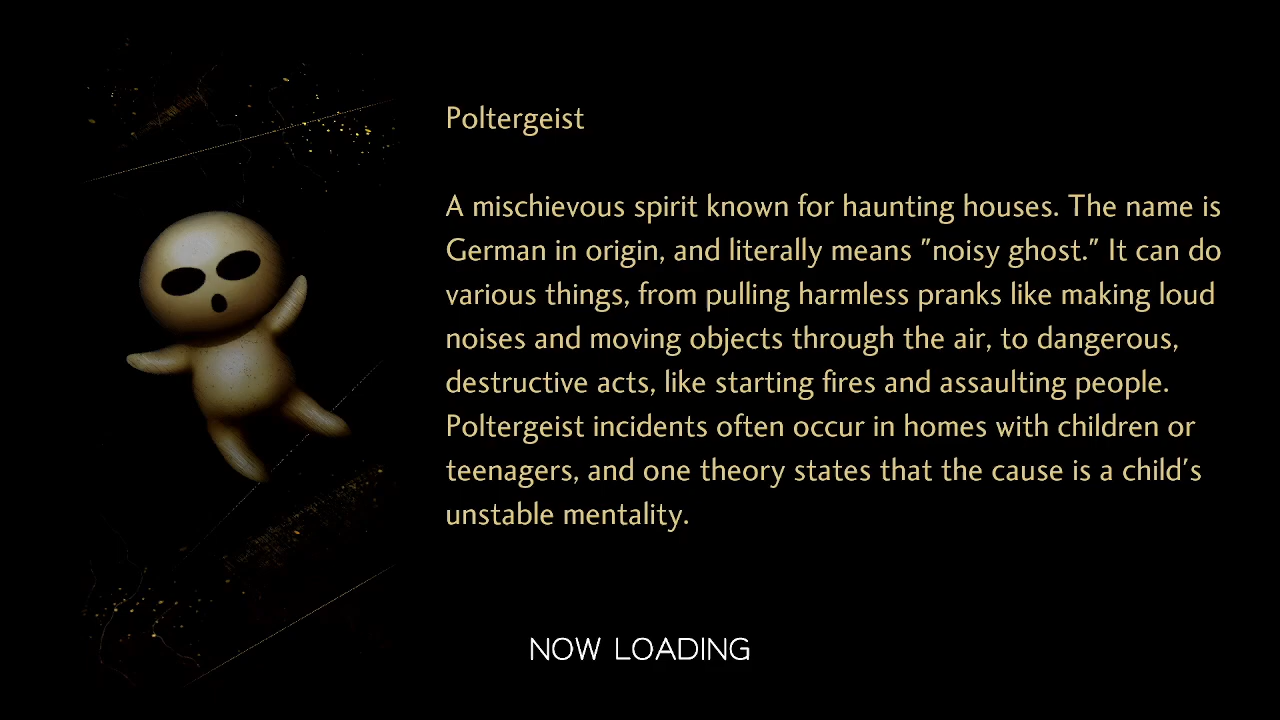 Poltergeist
A mischievous spirit known for haunting houses. The name is
German in origin, and literally means "noisy ghost." It can do
various things, from pulling harmless pranks like making loud
noises and moving objects through the air, to dangerous,
destructive acts, like starting fires and assaulting people.
Poltergeist incidents often occur in homes with children or
teenagers, and one theory states that the cause is a child's
unstable mentality.
NOW LOADING